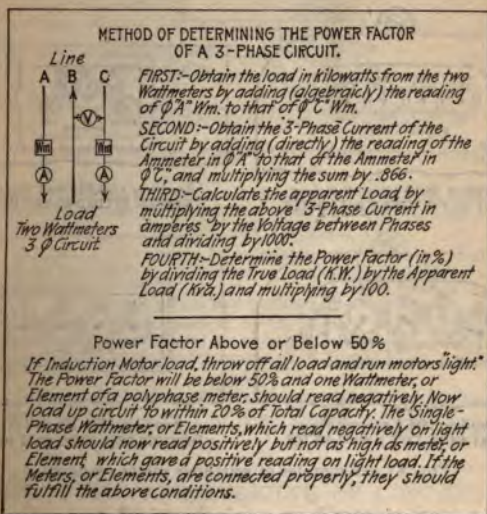 METHOD OF DETERMINING THE POWER FACTOR
OF A 3-PHASE CIRCUIT.
Line
A B C
V
Wm Wm
A A
Load
Two Wattmeters
3 ϕ Circuit
FIRST:-Obtain the load in kilowatts from the two
Wattmeters by adding (algebraicly) the reading
of ϕ"A" Wm. to that of ϕ"C" Wm.
SECOND:-Obtain the 3-Phase Current of the
Circuit by adding (directly) the reading of the
Ammeter in ϕ"A" to that of the Ammeter in
ϕ"C," and multiplying the sum by .866.
THIRD:-Calculate the apparent Load, by
multiplying the above "3-Phase Current in
amperes" by the Voltage between Phases
and dividing by 1000.
FOURTH:-Determine the Power Factor (in %)
by dividing the True Load (K.W.) by the Apparent
Load (Kva.) and multiplying by 100.
Power Factor Above or Below 50%
If Induction Motor load, throw off all load and run motors "light."
The Power Factor will be below 50% and one Wattmeter, or
Element of a polyphase meter, should read negatively. Now
load up circuit to within 20% of Total Capacity. The Single-
Phase Wattmeter, or Elements, which read negatively on light
load should now read positively but not as high as meter, or
Element, which gave a positive reading on light load. If the
Meters, or Elements, are connected properly, they should
fulfill the above conditions.